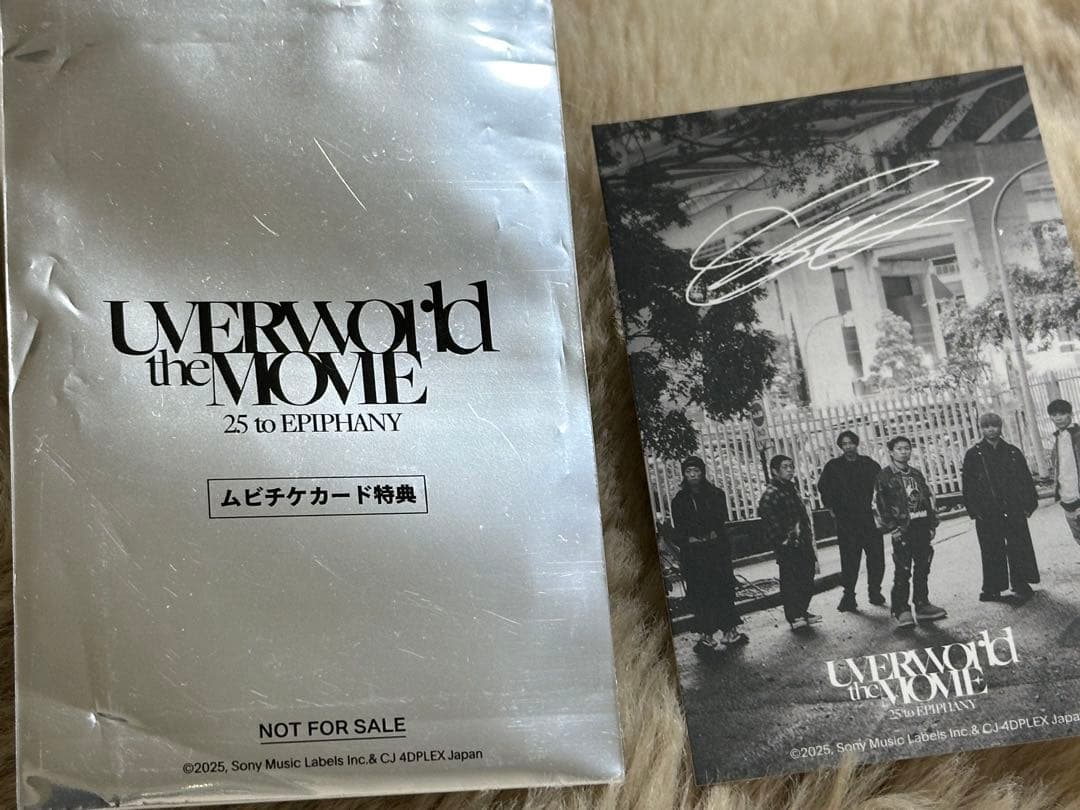 UVERWOrld
the MOVIE
25 to EPIPHANY
ムビチケカード特典
NOT FOR SALE
©2025, Sony Music Labels Inc.& CJ 4DPLEX Japan
UVERWOrld
the MOVIE
25 to EPIPHANY
©2025, Sony Music Labels Inc.& CJ 4DPLEX Japan